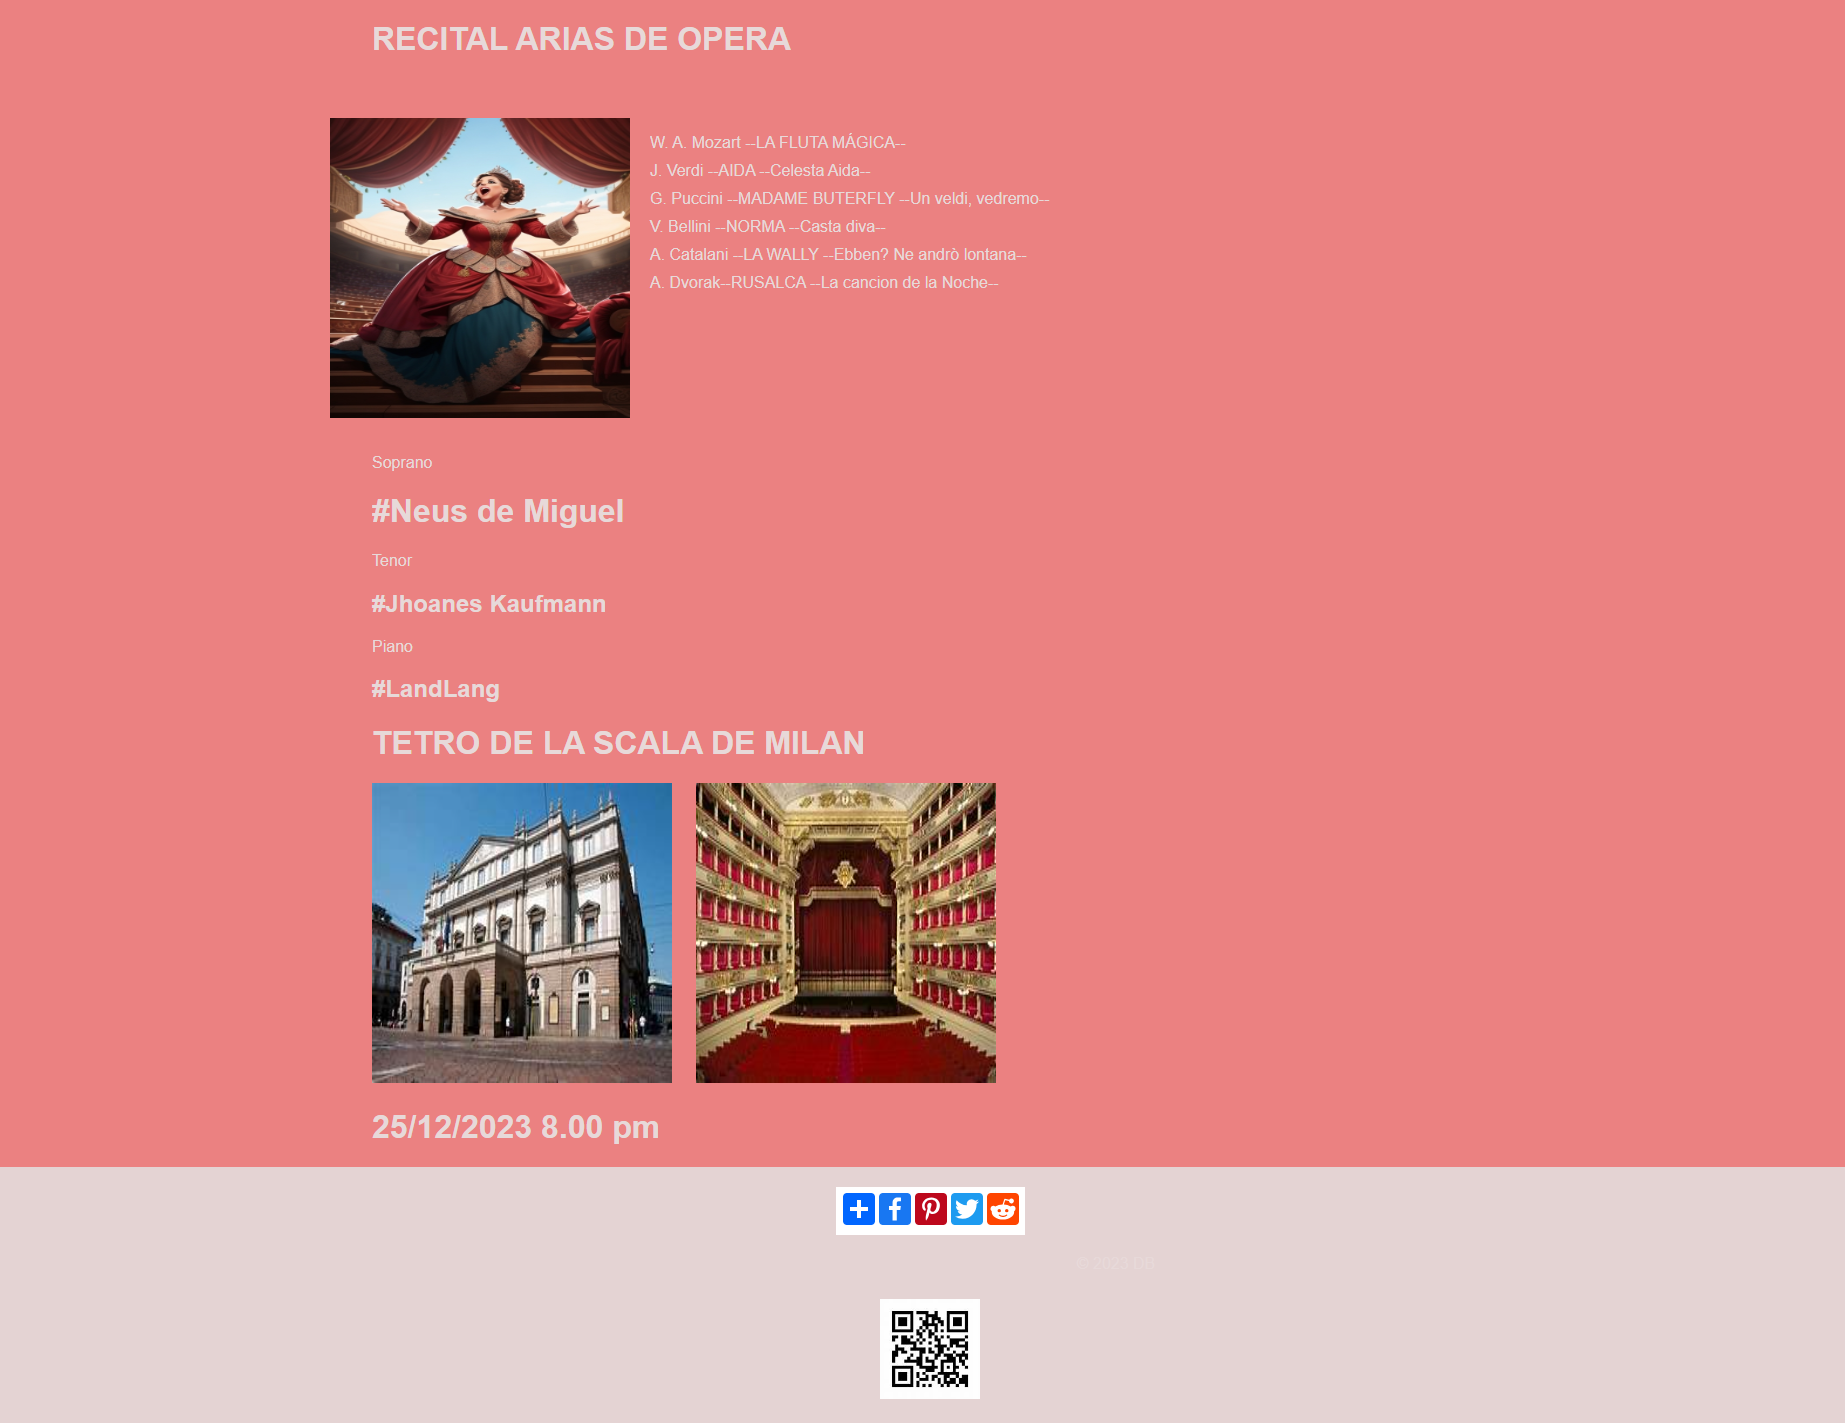 RECITAL ARIAS DE OPERA
W. A. Mozart --LA FLUTA MÁGICA--
J. Verdi --AIDA --Celesta Aida--
G. Puccini --MADAME BUTERFLY --Un veldi, vedremo--
V. Bellini --NORMA --Casta diva--
A. Catalani --LA WALLY --Ebben? Ne andrò lontana--
A. Dvorak--RUSALCA --La cancion de la Noche--
Soprano
#Neus de Miguel
Tenor
#Jhoanes Kaufmann
Piano
#LandLang
TETRO DE LA SCALA DE MILAN
25/12/2023 8.00 pm
© 2023 DB